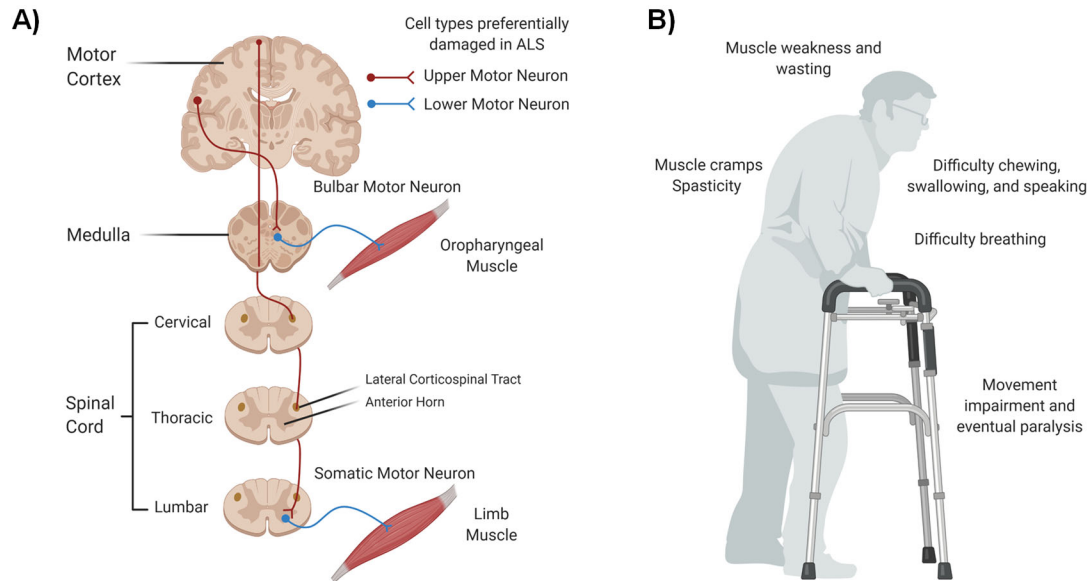 A)
Cell types preferentially
damaged in ALS
Upper Motor Neuron
Lower Motor Neuron
Motor
Cortex
Bulbar Motor Neuron
Medulla
Oropharyngeal
Muscle
Cervical
Lateral Corticospinal Tract
Anterior Horn
Spinal
Cord
Thoracic
Somatic Motor Neuron
Lumbar
Limb
Muscle
B)
Muscle weakness and
wasting
Muscle cramps
Spasticity
Difficulty chewing,
swallowing, and speaking
Difficulty breathing
Movement
impairment and
eventual paralysis